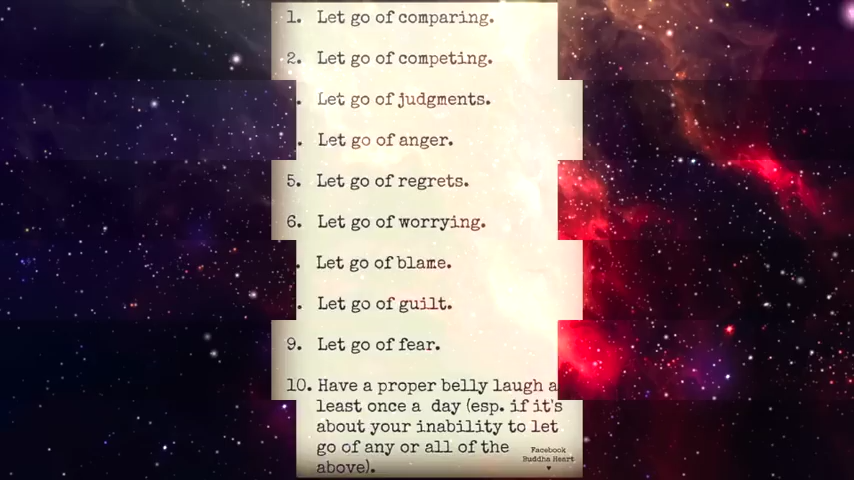 1. Let go of comparing.
2. Let go of competing.
. Let go of judgments.
. Let go of anger.
5. Let go of regrets.
6. Let go of worrying.
. Let go of blame.
. Let go of guilt.
9. Let go of fear.
10. Have a proper belly laugh a
least once a day (esp. if it's
about your inability to let
go of any or all of the
above).
Facebook
Buddha Heart